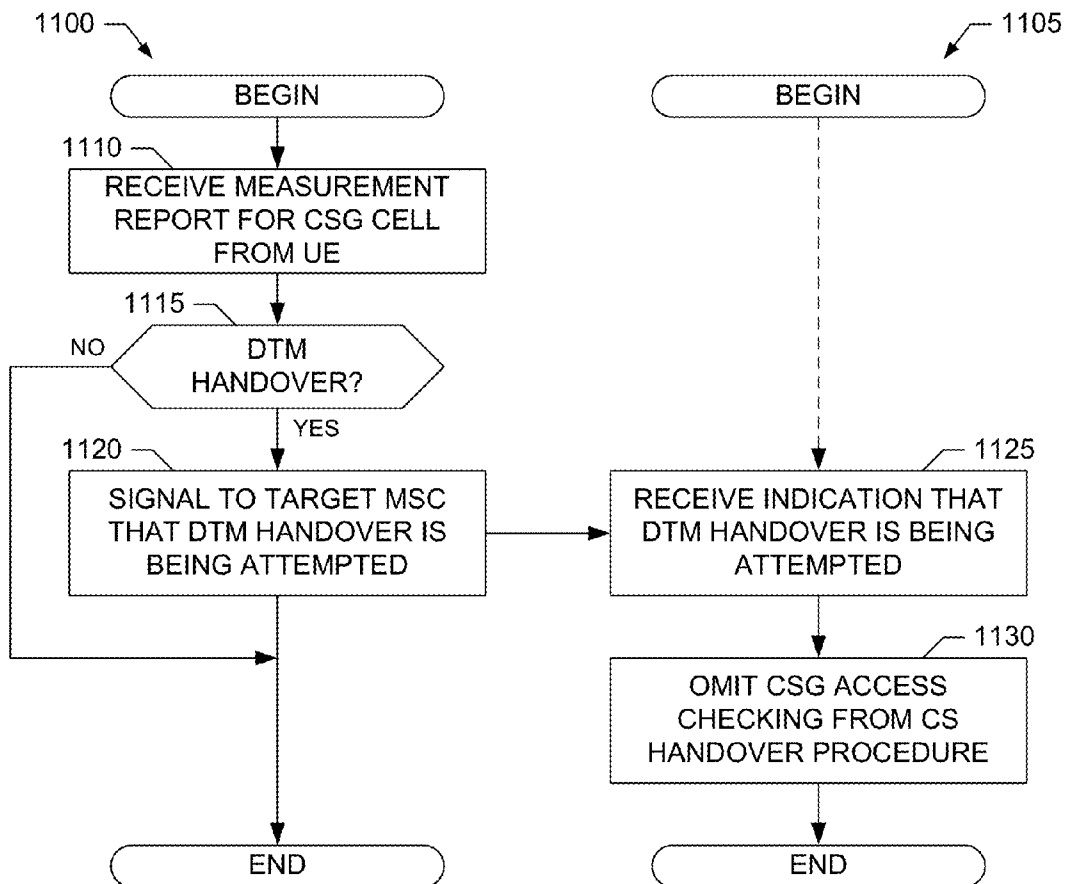 1100
BEGIN
1110
RECEIVE MEASUREMENT
REPORT FOR CSG CELL
FROM UE
1115
DTM
HANDOVER?
NO
YES
1120
SIGNAL TO TARGET MSC
THAT DTM HANDOVER IS
BEING ATTEMPTED
END
1105
BEGIN
1125
RECEIVE INDICATION THAT
DTM HANDOVER IS BEING
ATTEMPTED
1130
OMIT CSG ACCESS
CHECKING FROM CS
HANDOVER PROCEDURE
END